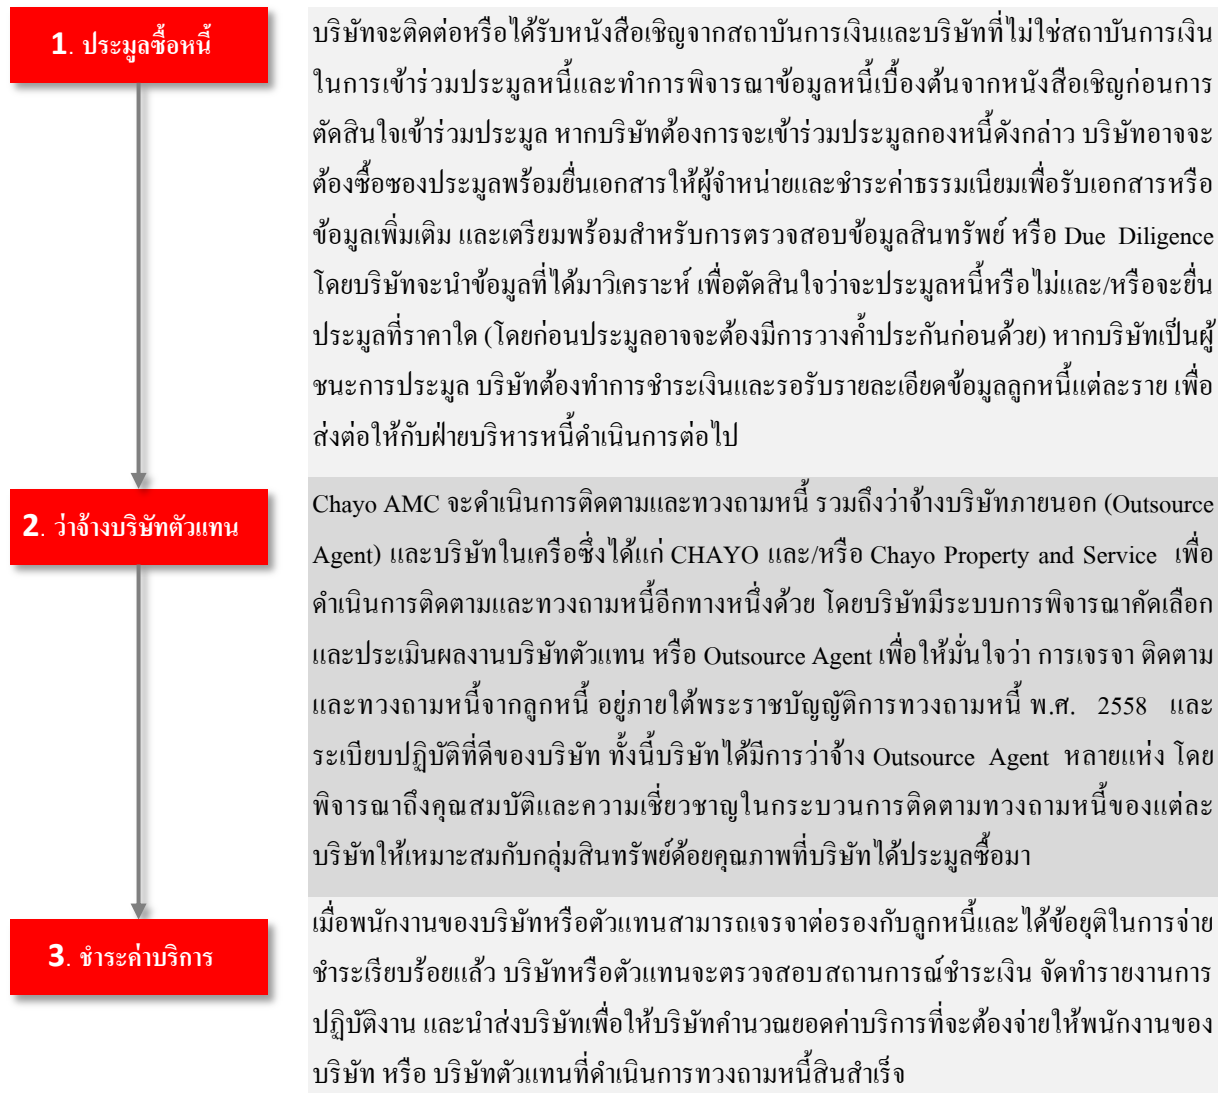 1. ประมูลซื้อหนี้
บริษัทจะติดต่อหรือได้รับหนังสือเชิญจากสถาบันการเงินและบริษัทที่ไม่ใช่สถาบันการเงิน
ในการเข้าร่วมประมูลหนี้และทำการพิจารณาข้อมูลหนี้เบื้องต้นจากหนังสือเชิญก่อนการ
ตัดสินใจเข้าร่วมประมูล หากบริษัทต้องการจะเข้าร่วมประมูลกองหนี้ดังกล่าว บริษัทอาจจะ
ต้องซื้อซองประมูลพร้อมยื่นเอกสารให้ผู้จำหน่ายและชำระค่าธรรมเนียมเพื่อรับเอกสารหรือ
ข้อมูลเพิ่มเติม และเตรียมพร้อมสำหรับการตรวจสอบข้อมูลสินทรัพย์ หรือ Due Diligence
โดยบริษัทจะนำข้อมูลที่ได้มาวิเคราะห์ เพื่อตัดสินใจว่าจะประมูลหนี้หรือไม่และ/หรือจะยื่น
ประมูลที่ราคาใด (โดยก่อนประมูลอาจจะต้องมีการวางค้ำประกันก่อนด้วย) หากบริษัทเป็นผู้
ชนะการประมูล บริษัทต้องทำการชำระเงินและรอรับรายละเอียดข้อมูลลูกหนี้แต่ละราย เพื่อ
ส่งต่อให้กับฝ่ายบริหารหนี้ดำเนินการต่อไป
2. ว่าจ้างบริษัทตัวแทน
Chayo AMC จะดำเนินการติดตามและทวงถามหนี้ รวมถึงว่าจ้างบริษัทภายนอก (Outsource
Agent) และบริษัทในเครือซึ่งได้แก่ CHAYO และ/หรือ Chayo Property and Service เพื่อ
ดำเนินการติดตามและทวงถามหนี้อีกทางหนึ่งด้วย โดยบริษัทมีระบบการพิจารณาคัดเลือก
และประเมินผลงานบริษัทตัวแทน หรือ Outsource Agent เพื่อให้มั่นใจว่า การเจรจา ติดตาม
และทวงถามหนี้จากลูกหนี้ อยู่ภายใต้พระราชบัญญัติการทวงถามหนี้ พ.ศ. 2558 และ
ระเบียบปฏิบัติที่ดีของบริษัท ทั้งนี้บริษัทได้มีการว่าจ้าง Outsource Agent หลายแห่ง โดย
พิจารณาถึงคุณสมบัติและความเชี่ยวชาญในกระบวนการติดตามทวงถามหนี้ของแต่ละ
บริษัทให้เหมาะสมกับกลุ่มสินทรัพย์ด้อยคุณภาพที่บริษัทได้ประมูลซื้อมา
3. ชำระค่าบริการ
เมื่อพนักงานของบริษัทหรือตัวแทนสามารถเจรจาต่อรองกับลูกหนี้และได้ข้อยุติในการจ่าย
ชำระเรียบร้อยแล้ว บริษัทหรือตัวแทนจะตรวจสอบสถานการณ์ชำระเงิน จัดทำรายงานการ
ปฏิบัติงาน และนำส่งบริษัทเพื่อให้บริษัทคำนวณยอดค่าบริการที่จะต้องจ่ายให้พนักงานของ
บริษัท หรือ บริษัทตัวแทนที่ดำเนินการทวงถามหนี้สินสำเร็จ